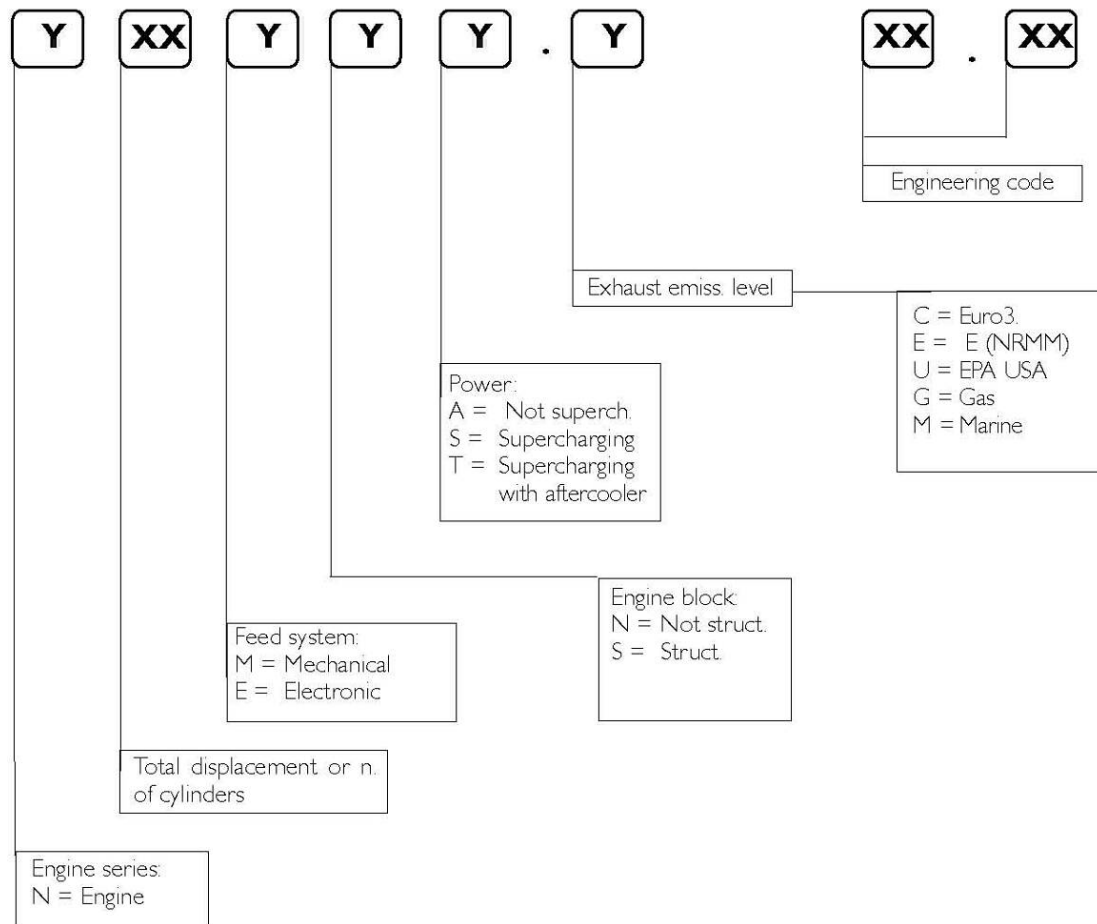 Y XX Y Y Y . Y XX . XX
Engineering code
Exhaust emiss. level
C = Euro3.
E = E (NRMM)
U = EPA USA
G = Gas
M = Marine
Power:
A = Not superch.
S = Supercharging
T = Supercharging
with aftercooler
Engine block:
N = Not struct.
S = Struct.
Feed system:
M = Mechanical
E = Electronic
Total displacement or n.
of cylinders
Engine series:
N = Engine